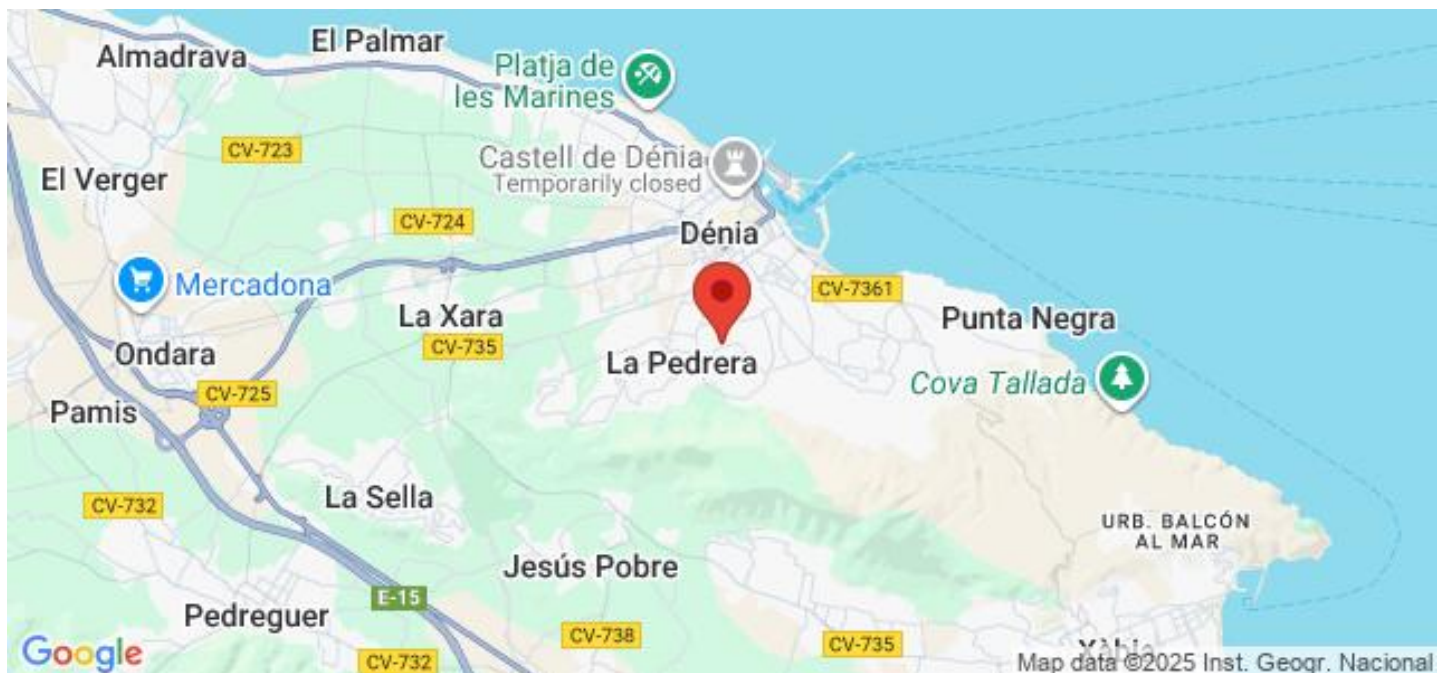 El Palmar
Almadrava
Platja de
les Marines
CV-723
Castell de Dénia
Temporarily closed
El Verger
CV-724
Dénia
Mercadona
CV-7361
La Xara
Punta Negra
CV-735
Ondara
La Pedrera
Cova Tallada
CV-725
Pamis
La Sella
CV-732
URB. BALCÓN
AL MAR
Jesús Pobre
E-15
Pedreguer
CV-738
CV-735
Xàbia
Google
CV-732
Map data ©2025 Inst. Geogr. Nacional